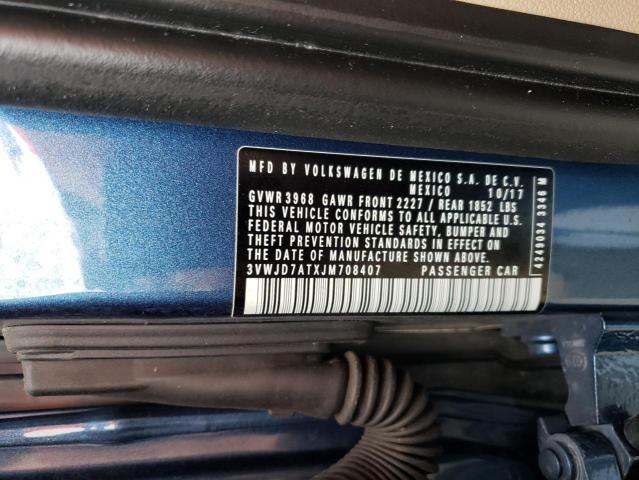 MFD BY VOLKSWAGEN DE MEXICO S.A. DE C.V.
MEXICO 10/17
GVWR 3968 GAWR FRONT 2227 / REAR 1852 LBS
THIS VEHICLE CONFORMS TO ALL APPLICABLE U.S.
FEDERAL MOTOR VEHICLE SAFETY, BUMPER AND
THEFT PREVENTION STANDARDS IN EFFECT ON
THE DATE OF MANUFACTURE SHOWN ABOVE.
3VWJD7ATXJM708407 PASSENGER CAR
4249034 3346 M